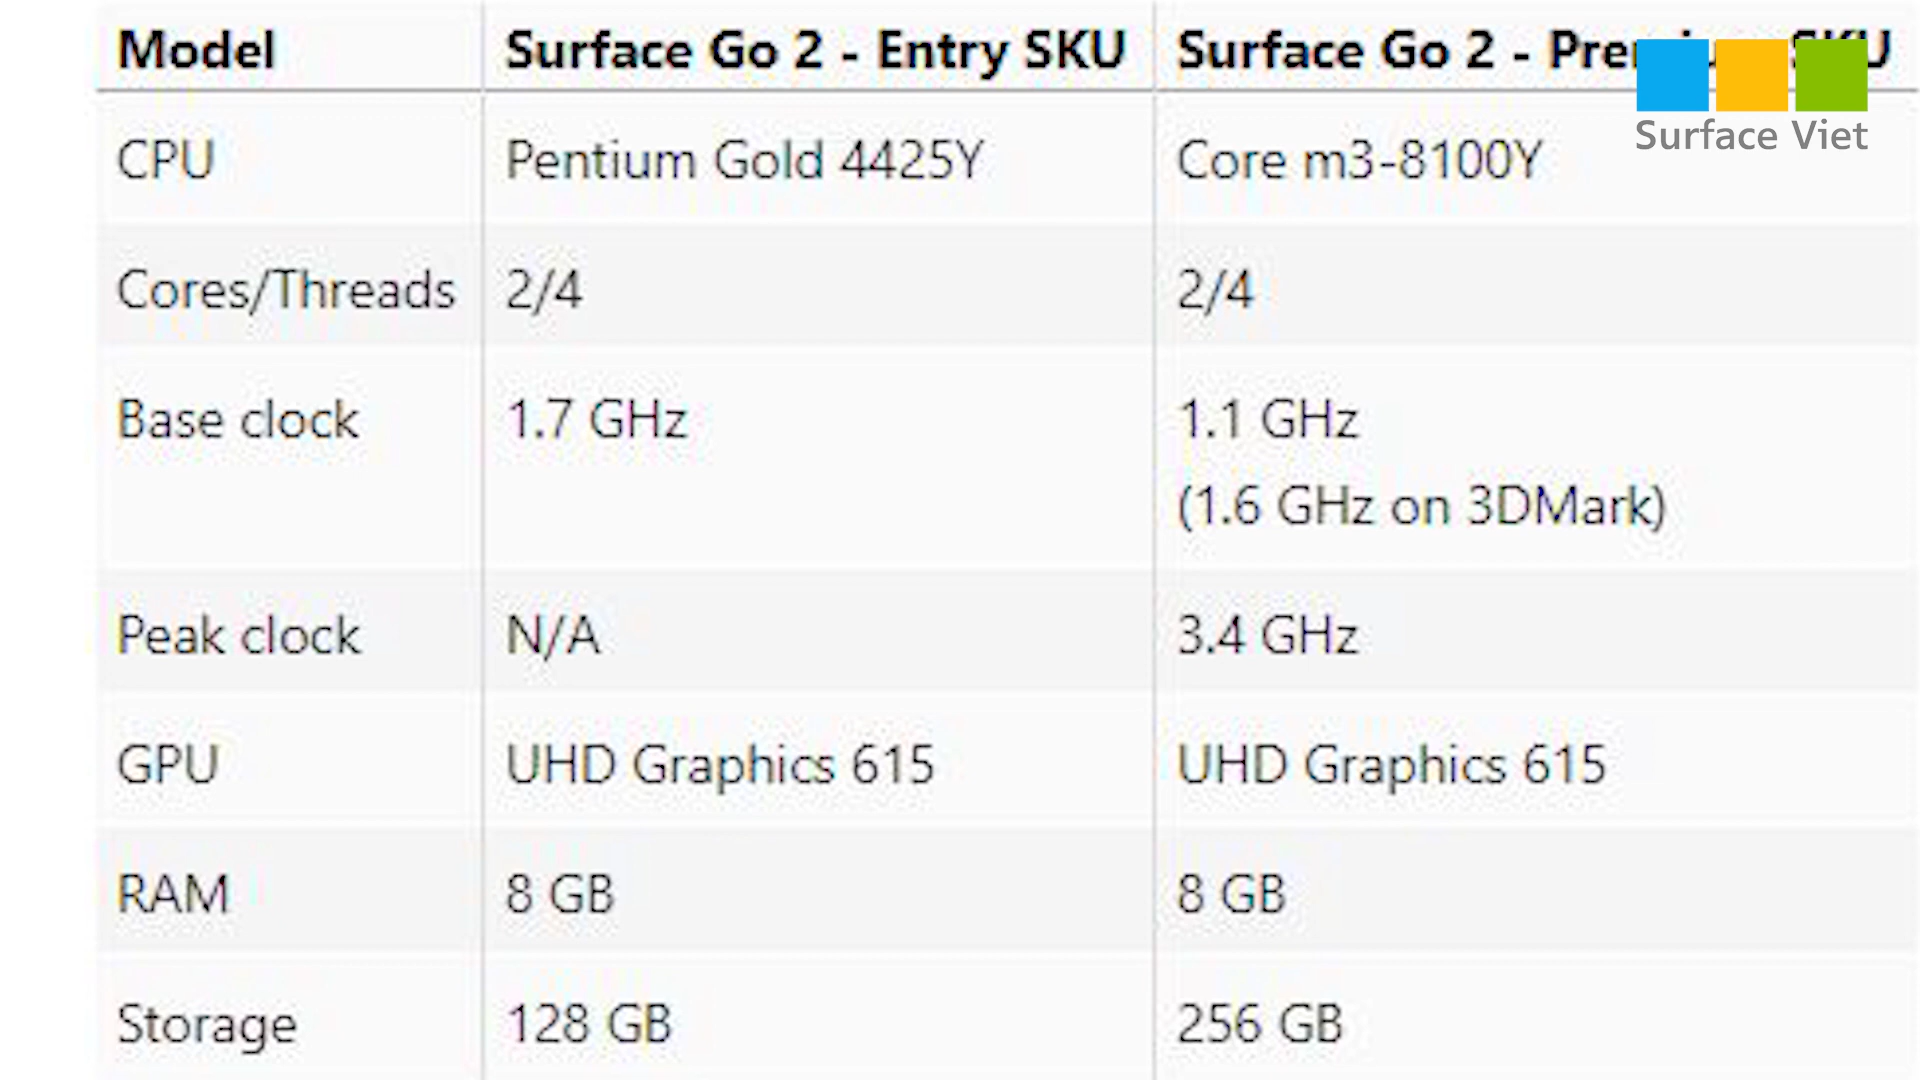 Model Surface Go 2 - Entry SKU Surface Go 2 - SKU
Surface Viet
CPU Pentium Gold 4425Y Core m3-8100Y
Cores/Threads 2/4 2/4
Base clock 1.7 GHz 1.1 GHz
(1.6 GHz on 3DMark)
Peak clock N/A 3.4 GHz
GPU UHD Graphics 615 UHD Graphics 615
RAM 8 GB 8 GB
Storage 128 GB 256 GB